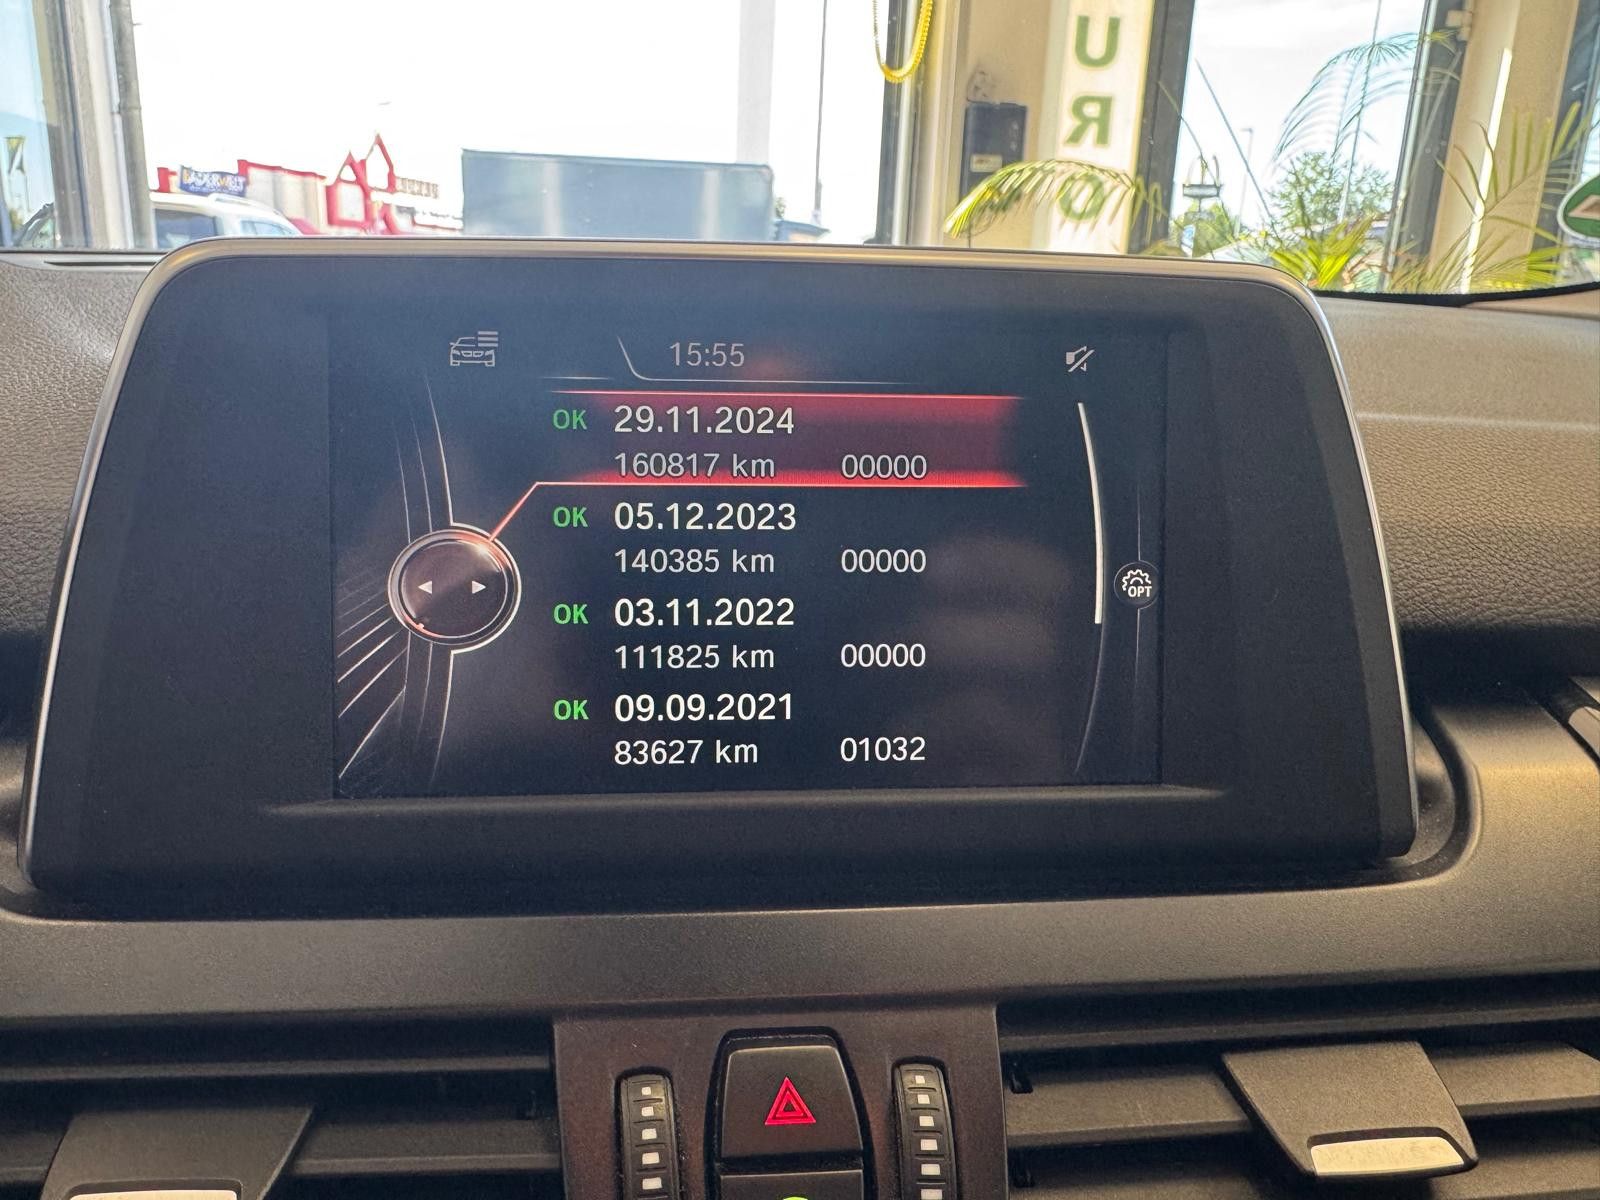 U
R
O
15:55
OK 29.11.2024
160817 km 00000
OK 05.12.2023
140385 km 00000
OK 03.11.2022
111825 km 00000
OPT
OK 09.09.2021
83627 km 01032